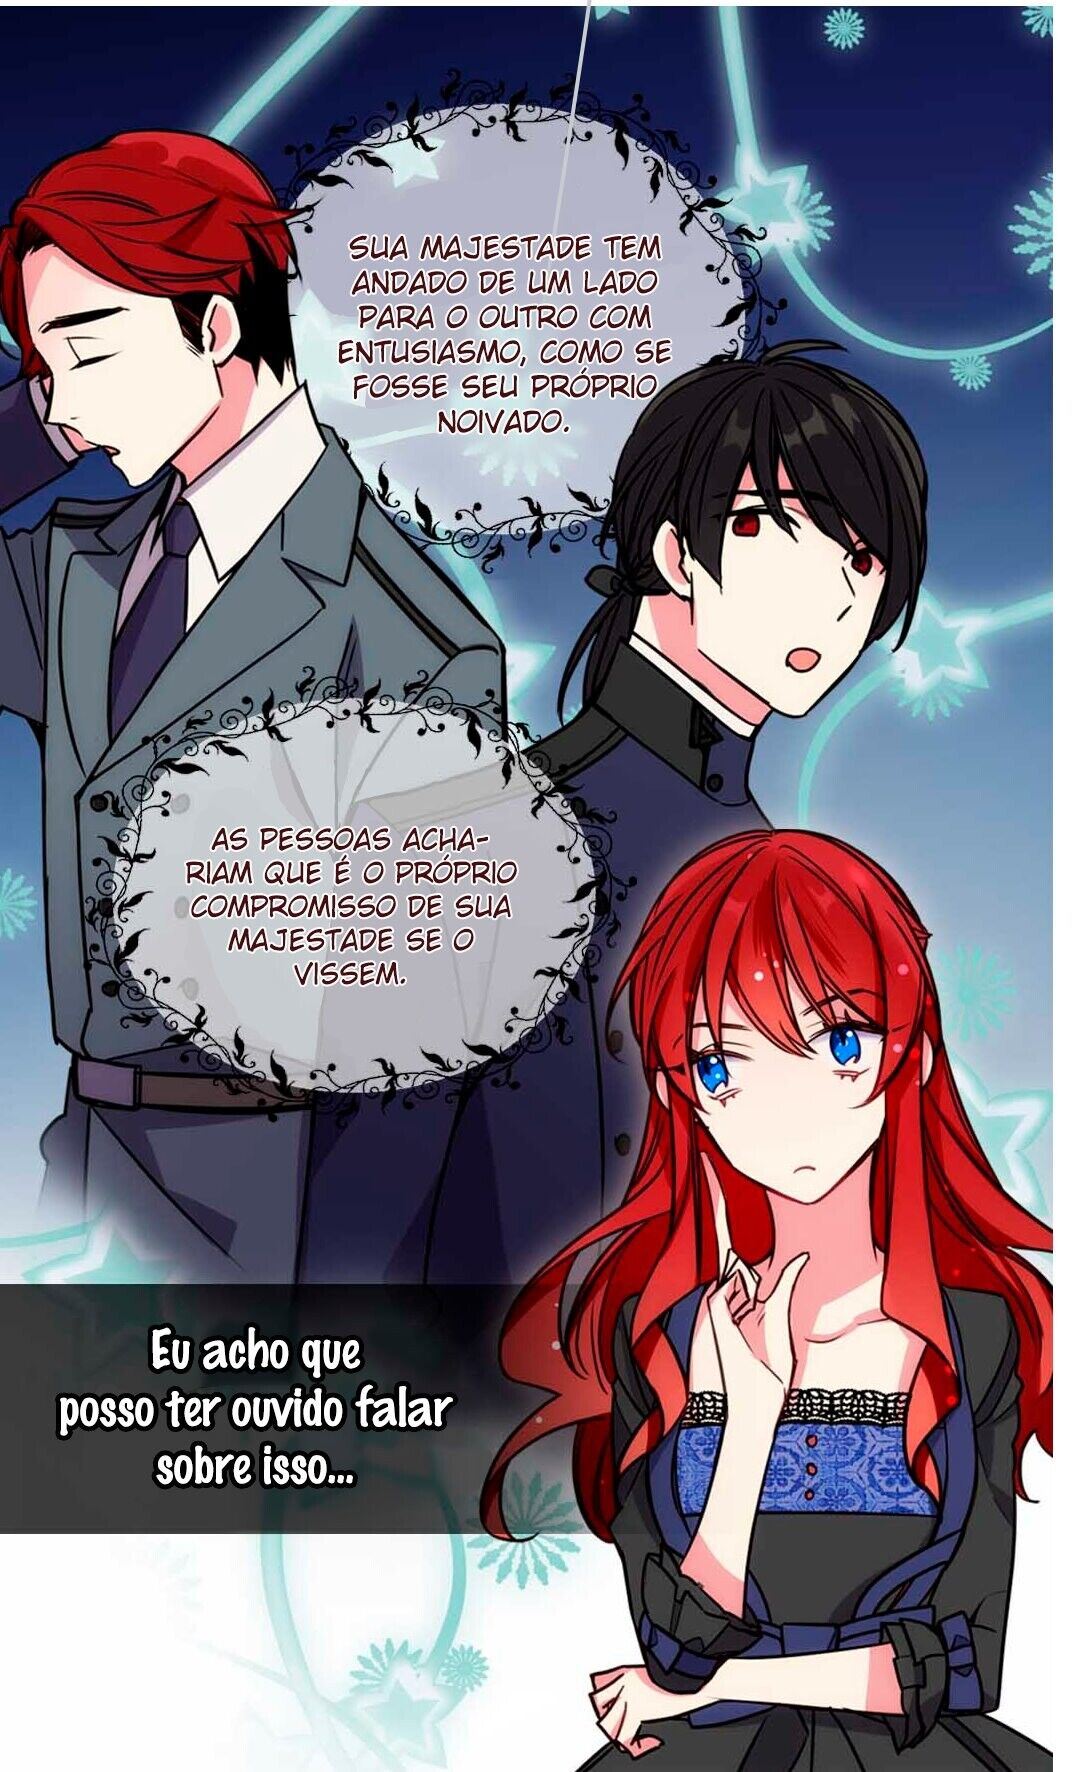 SUA MAJESTADE TEM
ANDADO DE UM LADO
PARA O OUTRO COM
ENTUSIASMO, COMO SE
FOSSE SEU PRÓPRIO
NOIVADO.
AS PESSOAS ACHA-
RIAM QUE É O PRÓPRIO
COMPROMISSO DE SUA
MAJESTADE SE O
VISSEM.
Eu acho que
posso ter ouvido falar
sobre isso...